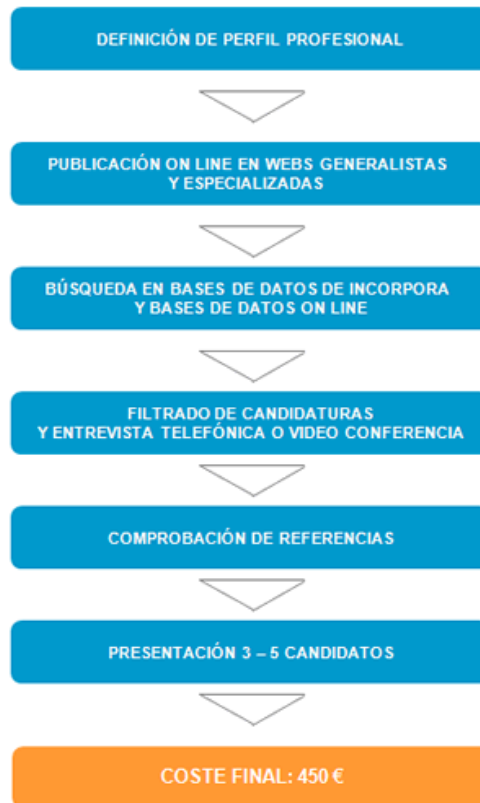 DEFINICIÓN DE PERFIL PROFESIONAL
PUBLICACIÓN ON LINE EN WEBS GENERALISTAS
Y ESPECIALIZADAS
BÚSQUEDA EN BASES DE DATOS DE INCORPORA
Y BASES DE DATOS ON LINE
FILTRADO DE CANDIDATURAS
Y ENTREVISTA TELEFÓNICA O VIDEO CONFERENCIA
COMPROBACIÓN DE REFERENCIAS
PRESENTACIÓN 3 – 5 CANDIDATOS
COSTE FINAL: 450 €